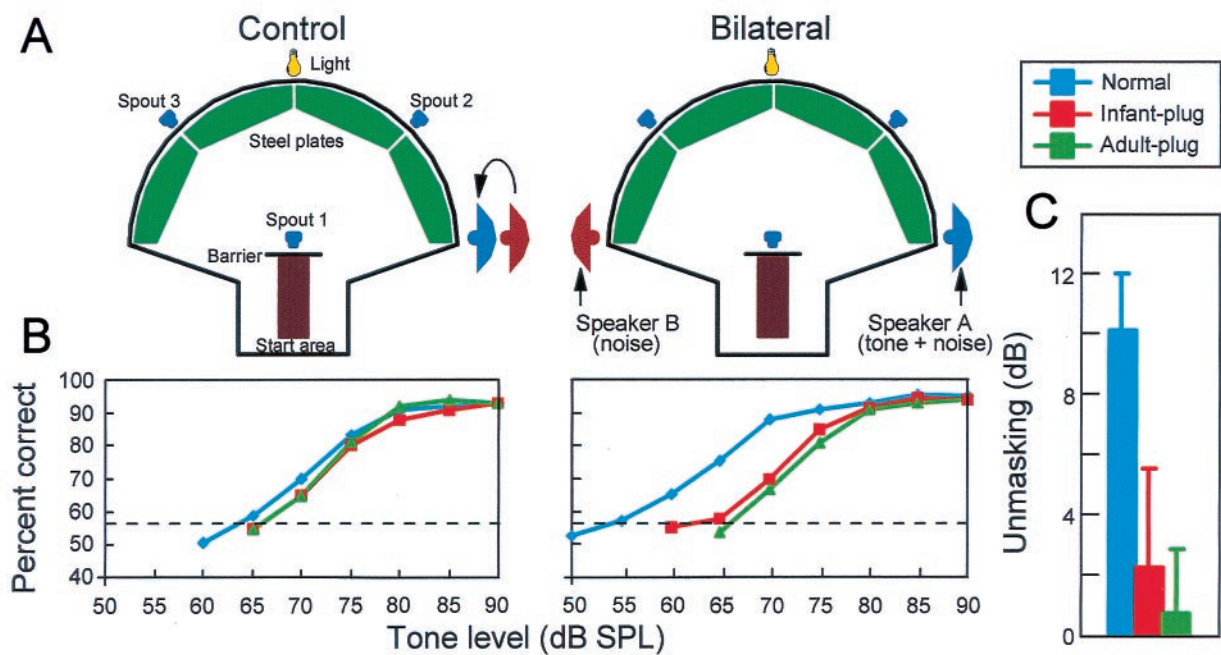 A
Control
Bilateral
Light
Spout 3
Spout 2
Steel plates
Spout 1
Barrier
Start area
Speaker B
(noise)
Speaker A
(tone + noise)
Normal
Infant-plug
Adult-plug
B
Percent correct
100
90
80
70
60
50
40
50 55 60 65 70 75 80 85 90
50 55 60 65 70 75 80 85 90
Tone level (dB SPL)
C
Unmasking (dB)
12
8
4
0